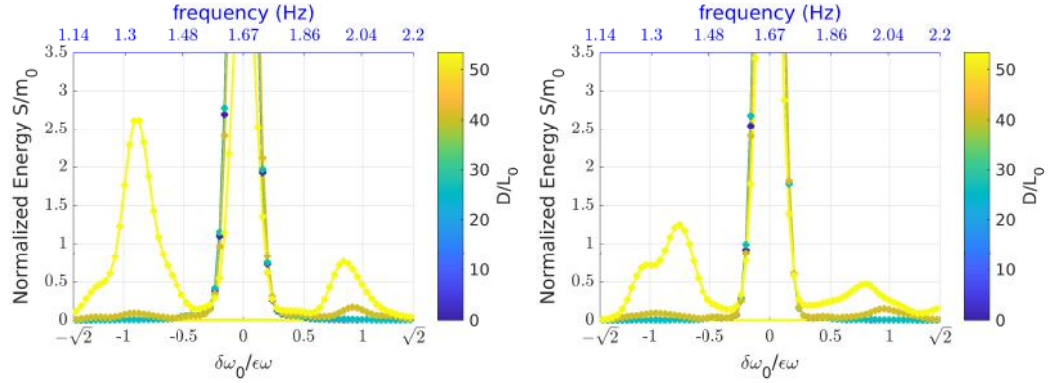 frequency (Hz)
1.14 1.3 1.48 1.67 1.86 2.04 2.2
Normalized Energy S/m₀
3.5
3
2.5
2
1.5
1
0.5
0
−√2 -1 -0.5 0 0.5 1 √2
δω₀/ϵω
50
40
30
20
10
0
D/L₀
frequency (Hz)
1.14 1.3 1.48 1.67 1.86 2.04 2.2
Normalized Energy S/m₀
3.5
3
2.5
2
1.5
1
0.5
0
−√2 -1 -0.5 0 0.5 1 √2
δω₀/ϵω
50
40
30
20
10
0
D/L₀